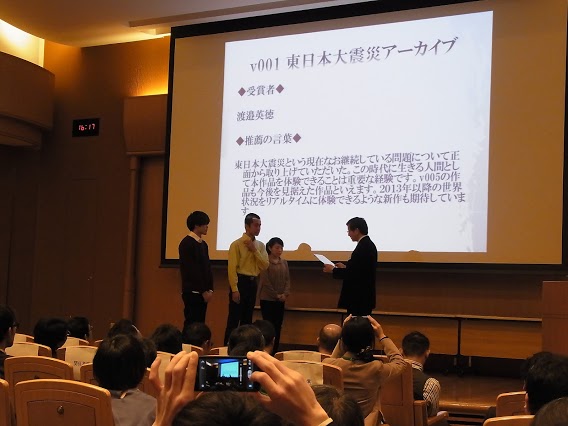 v001 東日本大震災アーカイブ
◆受賞者◆
渡邉英徳
◆推薦の言葉◆
東日本大震災という現在なお継続している問題について正
面から取り上げていただいた。この時代に生きる人間とし
て本作品を体験できることは重要な経験です。v005の作
品も今後を見据えた作品といえます。2013年以降の世界
状況をリアルタイムに体験できるような新作も期待していま
す。
16:17